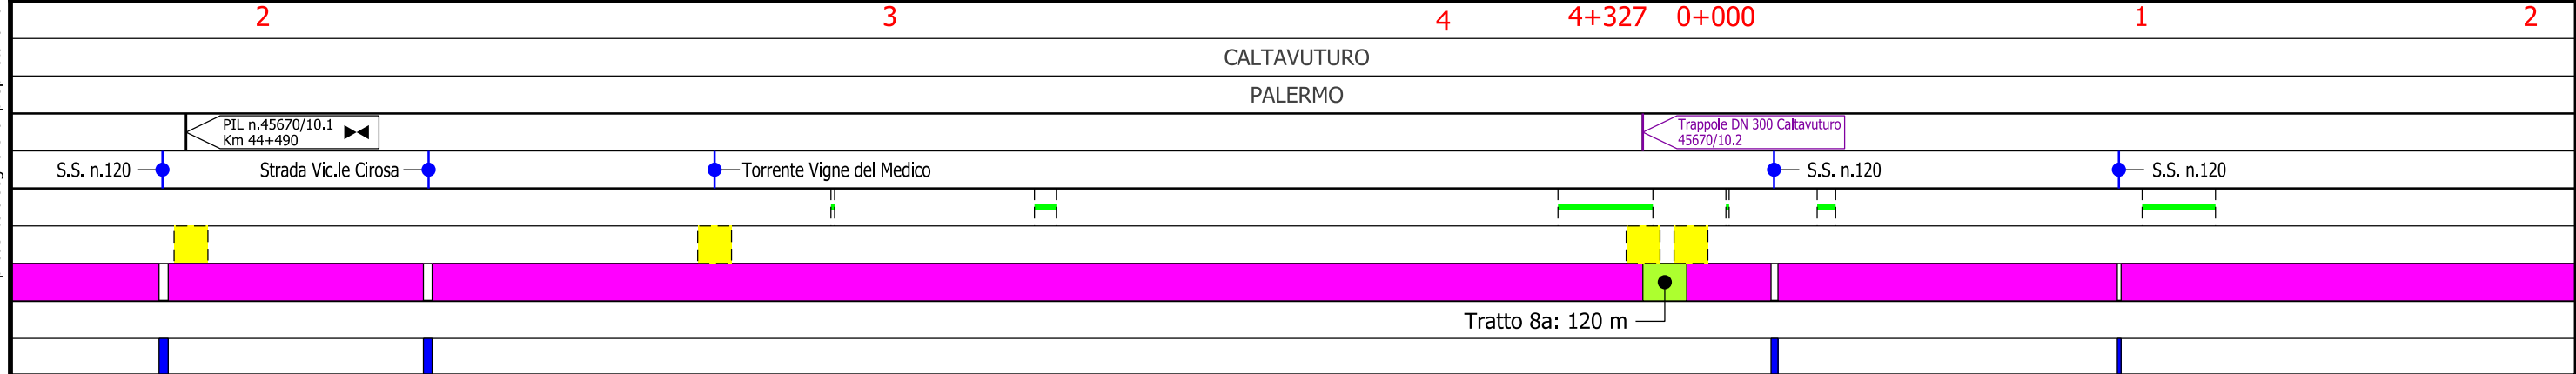 2 3 4 4+327 0+000 1 2
CALTAVUTURO
PALERMO
PIL n.45670/10.1
Km 44+490
Trappole DN 300 Caltavuturo
45670/10.2
S.S. n.120 Strada Vic.le Cirosa Torrente Vigne del Medico S.S. n.120 S.S. n.120
Tratto 8a: 120 m